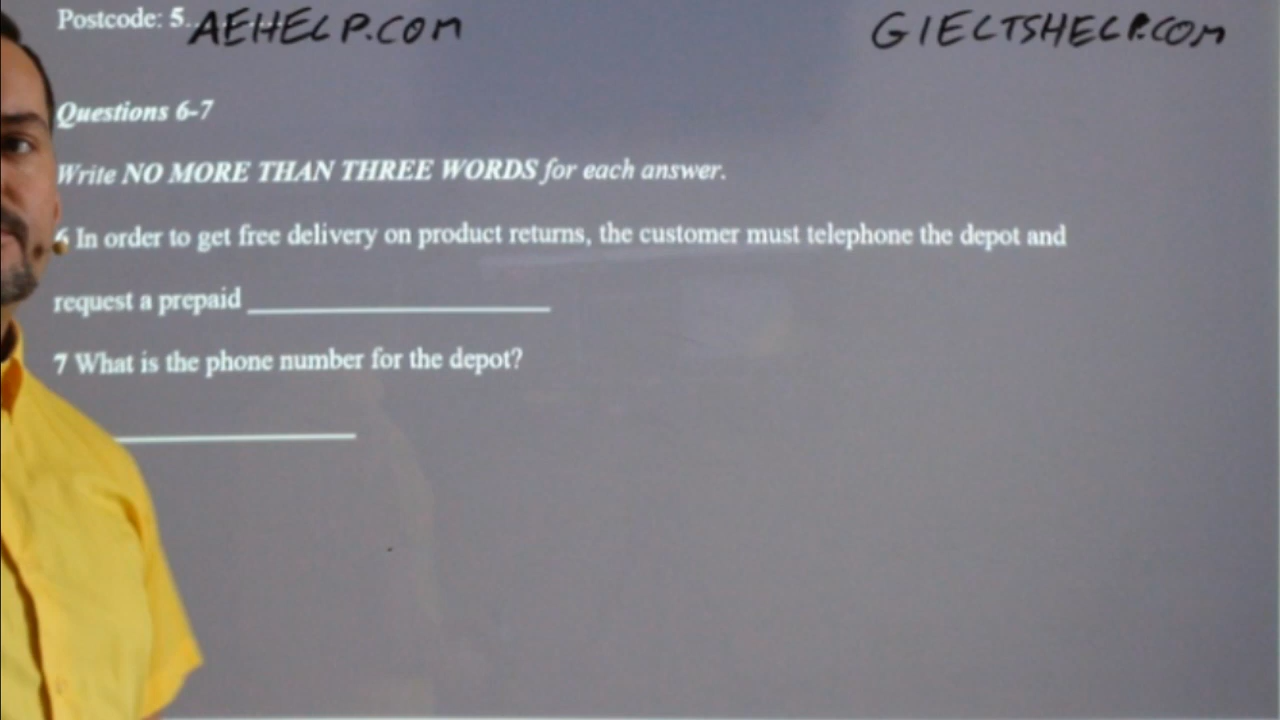 Postcode: 5............
AEHELP.COM
GIELTSHELP.COM
Questions 6-7
Write NO MORE THAN THREE WORDS for each answer.
6 In order to get free delivery on product returns, the customer must telephone the depot and
request a prepaid ____________________
7 What is the phone number for the depot?
____________________